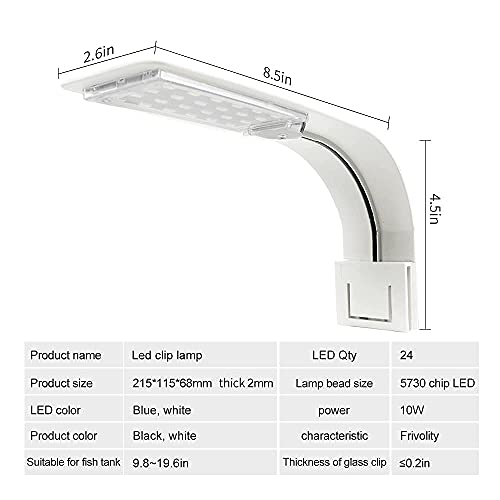 2.6in
8.5in
4.5in
Product name Led clip lamp LED Qty 24
Product size 215*115*68mm thick 2mm Lamp bead size 5730 chip LED
LED color Blue, white power 10W
Product color Black, white characteristic Frivolity
Suitable for fish tank 9.8~19.6in Thickness of glass clip ≤0.2in